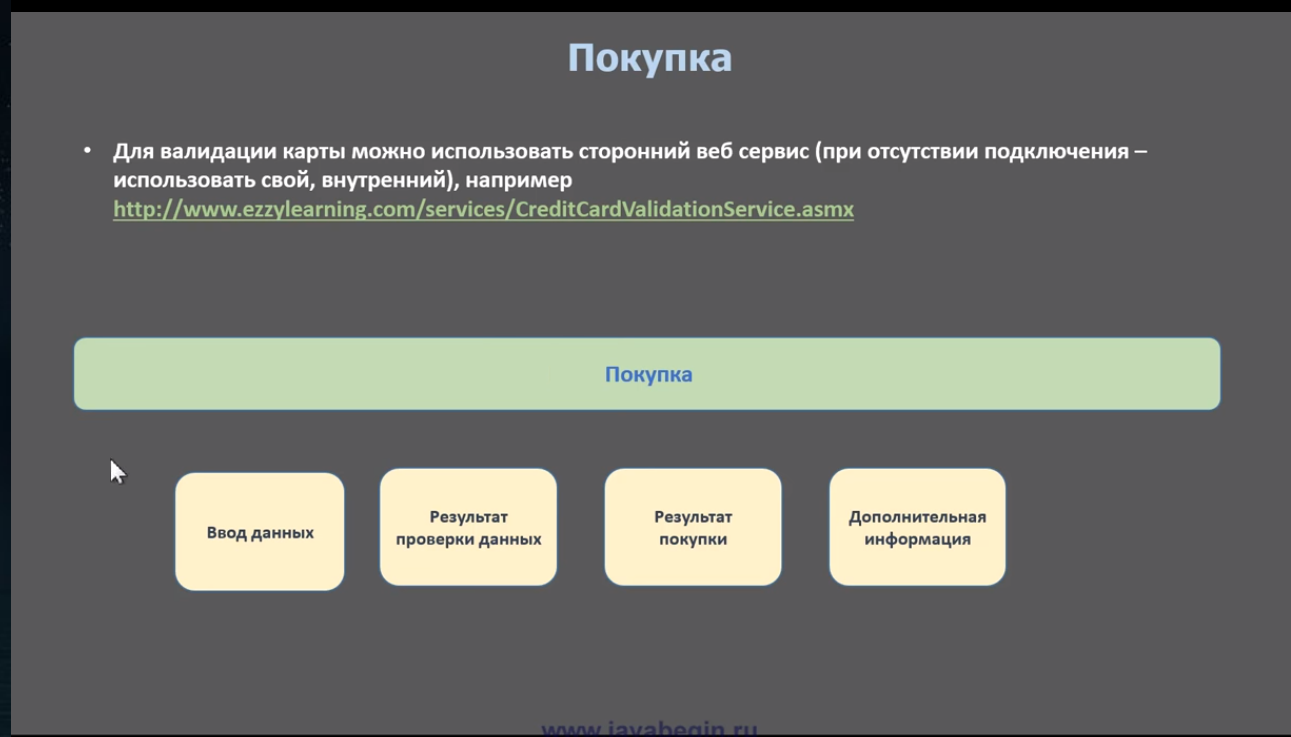 Покупка
• Для валидации карты можно использовать сторонний веб сервис (при отсутствии подключения –
использовать свой, внутренний), например
http://www.ezzylearning.com/services/CreditCardValidationService.asmx
Покупка
Ввод данных
Результат
проверки данных
Результат
покупки
Дополнительная
информация
www.javabegin.ru